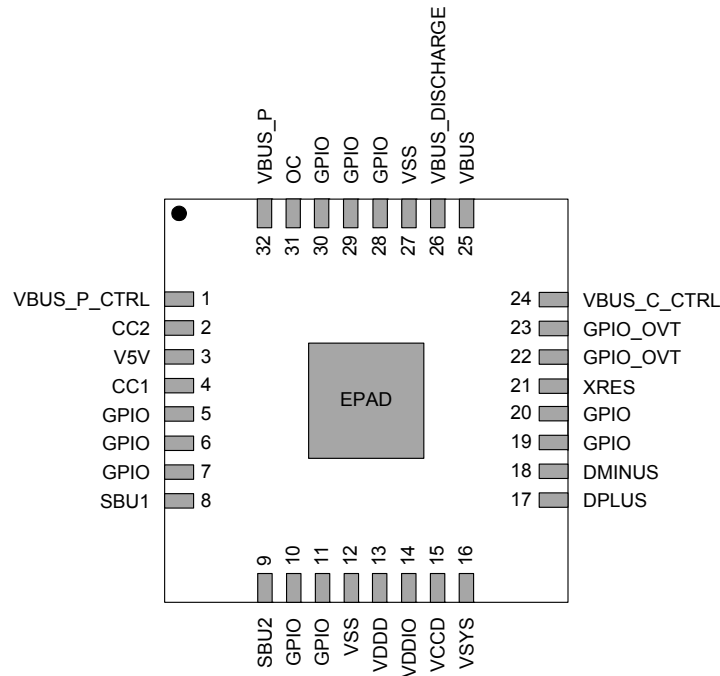 VBUS_P
OC
GPIO
GPIO
GPIO
VSS
VBUS_DISCHARGE
VBUS
32
31
30
29
28
27
26
25
VBUS_P_CTRL 1
CC2 2
V5V 3
CC1 4
GPIO 5
GPIO 6
GPIO 7
SBU1 8
EPAD
24 VBUS_C_CTRL
23 GPIO_OVT
22 GPIO_OVT
21 XRES
20 GPIO
19 GPIO
18 DMINUS
17 DPLUS
9
10
11
12
13
14
15
16
SBU2
GPIO
GPIO
VSS
VDDD
VDDIO
VCCD
VSYS